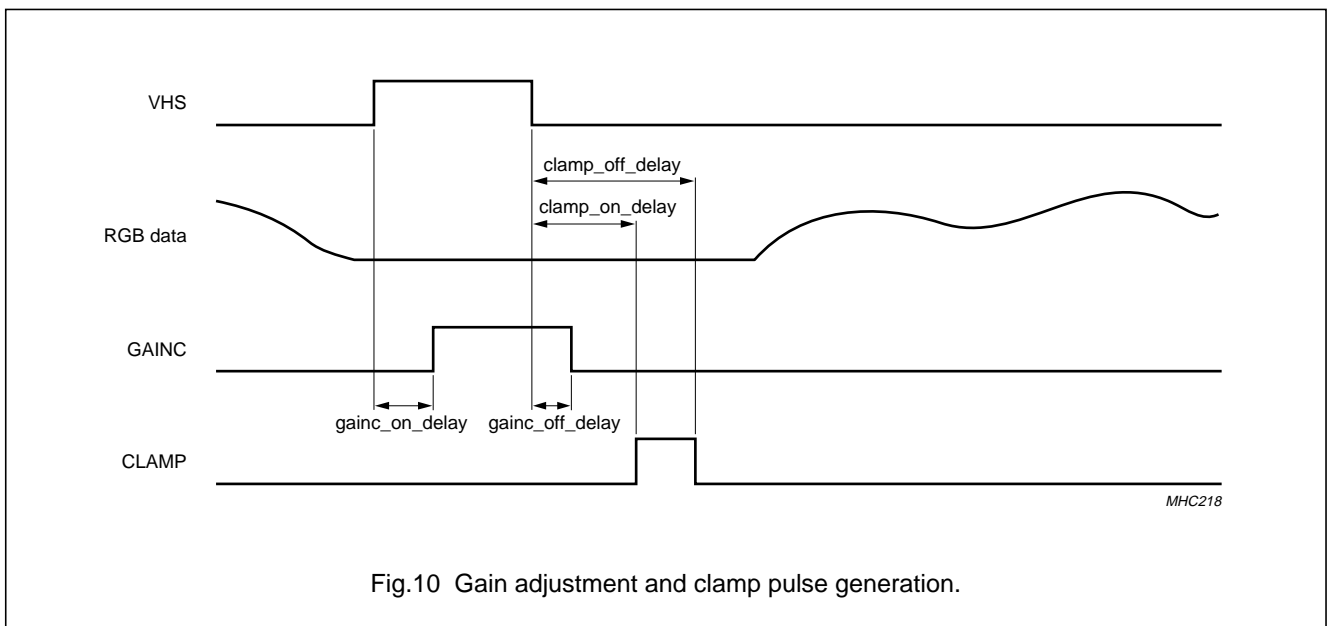 VHS
clamp_off_delay
clamp_on_delay
RGB data
GAINC
gainc_on_delay gainc_off_delay
CLAMP
MHC218
Fig.10 Gain adjustment and clamp pulse generation.